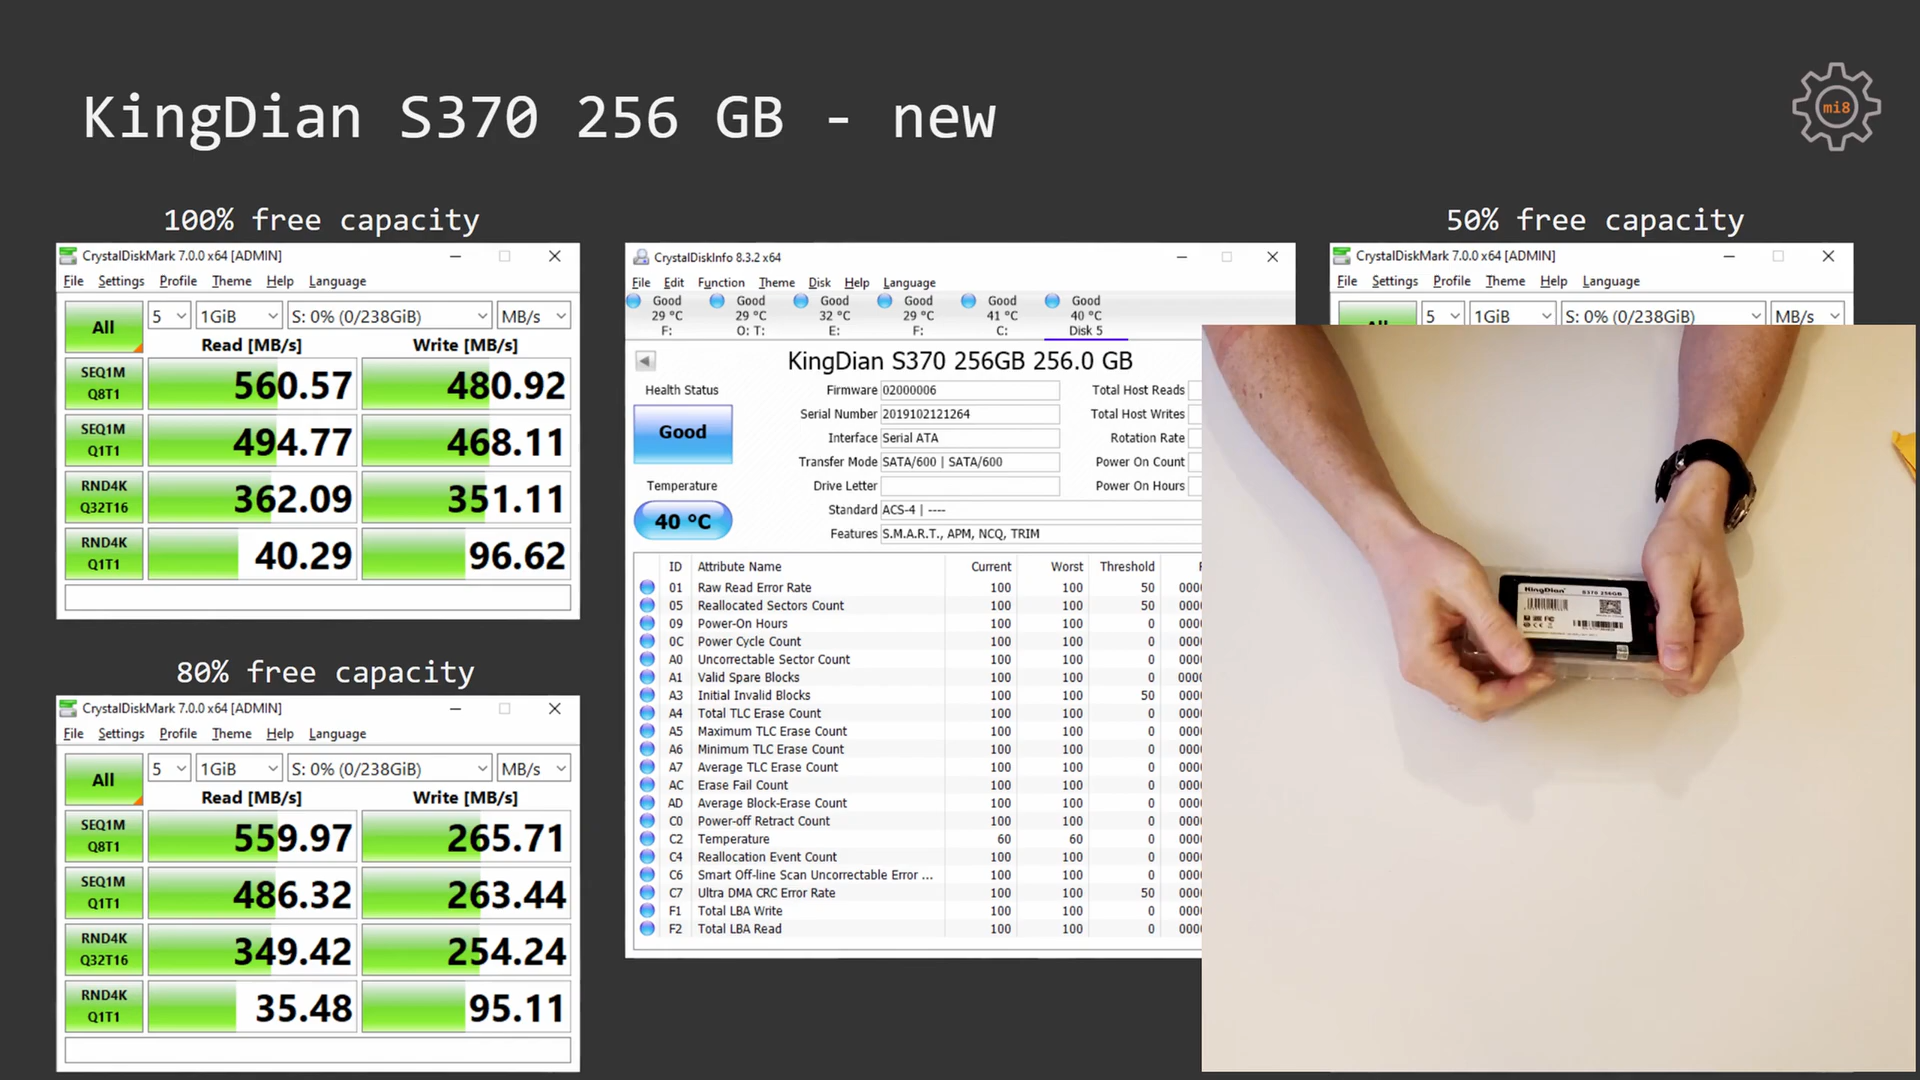 KingDian S370 256 GB - new
mi8
100% free capacity
CrystalDiskMark 7.0.0 x64 [ADMIN]
File Settings Profile Theme Help Language
All 5 1GiB S: 0% (0/238GiB) MB/s
Read [MB/s] Write [MB/s]
SEQ1M Q8T1 560.57 480.92
SEQ1M Q1T1 494.77 468.11
RND4K Q32T16 362.09 351.11
RND4K Q1T1 40.29 96.62
80% free capacity
CrystalDiskMark 7.0.0 x64 [ADMIN]
File Settings Profile Theme Help Language
All 5 1GiB S: 0% (0/238GiB) MB/s
Read [MB/s] Write [MB/s]
SEQ1M Q8T1 559.97 265.71
SEQ1M Q1T1 486.32 263.44
RND4K Q32T16 349.42 254.24
RND4K Q1T1 35.48 95.11
CrystalDiskInfo 8.3.2 x64
File Edit Function Theme Disk Help Language
Good Good Good Good Good Good
29 °C 29 °C 32 °C 29 °C 41 °C 40 °C
F: O: T: E: F: C: Disk 5
KingDian S370 256GB 256.0 GB
Health Status
Good
Temperature
40 °C
Firmware 02000006
Serial Number 2019102121264
Interface Serial ATA
Transfer Mode SATA/600 | SATA/600
Drive Letter
Standard ACS-4 | ----
Features S.M.A.R.T., APM, NCQ, TRIM
Total Host Reads
Total Host Writes
Rotation Rate
Power On Count
Power On Hours
ID Attribute Name Current Worst Threshold
01 Raw Read Error Rate 100 100 50
05 Reallocated Sectors Count 100 100 50
09 Power-On Hours 100 100 0
0C Power Cycle Count 100 100 0
A0 Uncorrectable Sector Count 100 100 0
A1 Valid Spare Blocks 100 100 0
A3 Initial Invalid Blocks 100 100 50
A4 Total TLC Erase Count 100 100 0
A5 Maximum TLC Erase Count 100 100 0
A6 Minimum TLC Erase Count 100 100 0
A7 Average TLC Erase Count 100 100 0
AC Erase Fail Count 100 100 0
AD Average Block-Erase Count 100 100 0
C0 Power-off Retract Count 100 100 0
C2 Temperature 60 60 0
C4 Reallocation Event Count 100 100 0
C6 Smart Off-line Scan Uncorrectable Error ... 100 100 0
C7 Ultra DMA CRC Error Rate 100 100 50
F1 Total LBA Write 100 100 0
F2 Total LBA Read 100 100 0
50% free capacity
CrystalDiskMark 7.0.0 x64 [ADMIN]
File Settings Profile Theme Help Language
All 5 1GiB S: 0% (0/238GiB) MB/s
KingDian S370 256GB